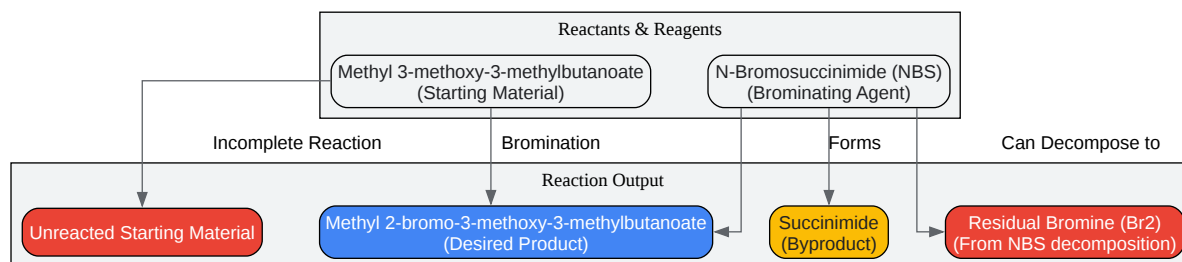 Reactants & Reagents
Methyl 3-methoxy-3-methylbutanoate
(Starting Material)
N-Bromosuccinimide (NBS)
(Brominating Agent)
Incomplete Reaction
Bromination
Forms
Can Decompose to
Reaction Output
Unreacted Starting Material
Methyl 2-bromo-3-methoxy-3-methylbutanoate
(Desired Product)
Succinimide
(Byproduct)
Residual Bromine (Br2)
(From NBS decomposition)